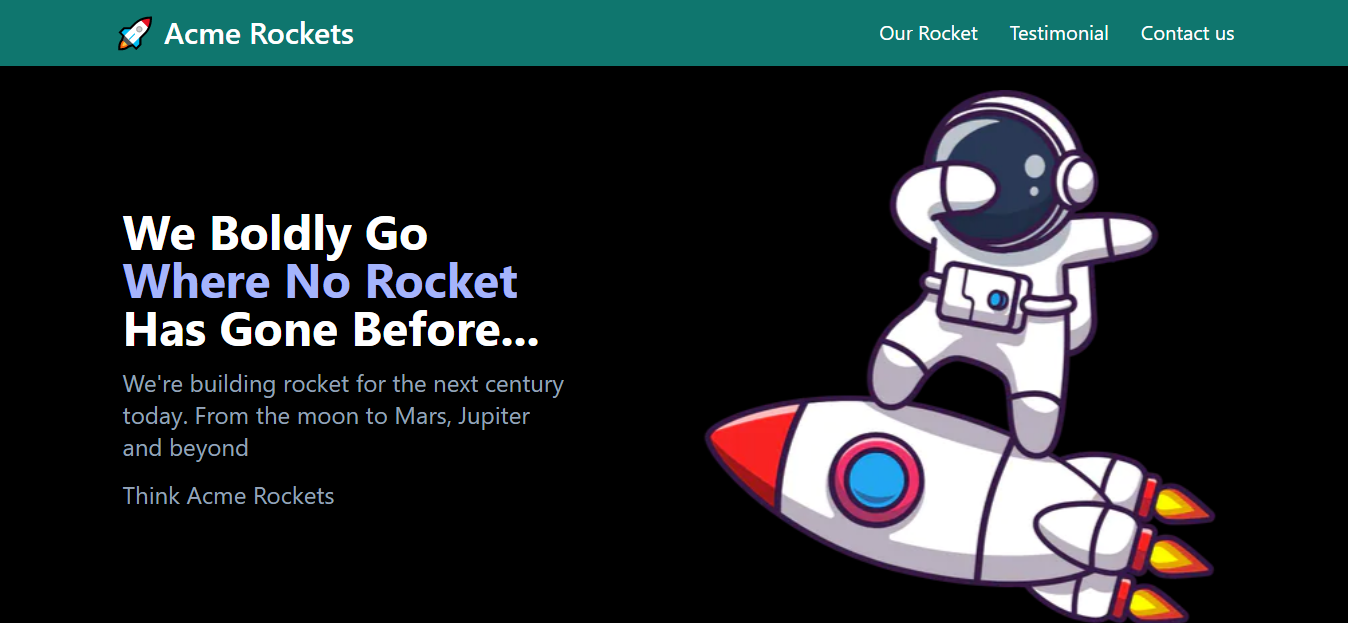 Acme Rockets
Our Rocket Testimonial Contact us
We Boldly Go
Where No Rocket
Has Gone Before...
We're building rocket for the next century
today. From the moon to Mars, Jupiter
and beyond
Think Acme Rockets